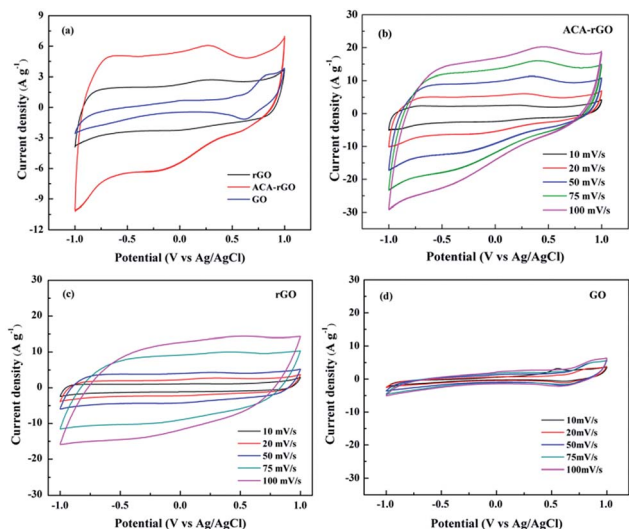 (a)
9
6
3
0
-3
-6
-9
-12
Current density (A g⁻¹)
rGO
ACA-rGO
GO
-1.0 -0.5 0.0 0.5 1.0
Potential (V vs Ag/AgCl)
(b) ACA-rGO
30
20
10
0
-10
-20
-30
Current density (A g⁻¹)
10 mV/s
20 mV/s
50 mV/s
75 mV/s
100 mV/s
-1.0 -0.5 0.0 0.5 1.0
Potential (V vs Ag/AgCl)
(c) rGO
30
20
10
0
-10
-20
-30
Current density (A g⁻¹)
10 mV/s
20 mV/s
50 mV/s
75 mV/s
100 mV/s
-1.0 -0.5 0.0 0.5 1.0
Potential (V vs Ag/AgCl)
(d) GO
30
20
10
0
-10
-20
-30
Current density (A g⁻¹)
10mV/s
20mV/s
50mV/s
75mV/s
100mV/s
-1.0 -0.5 0.0 0.5 1.0
Potential (V vs Ag/AgCl)